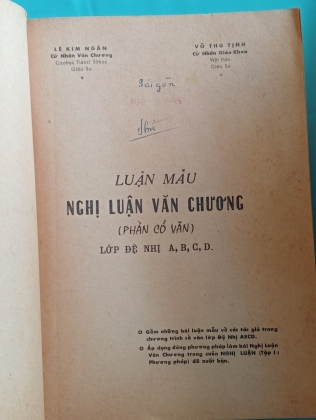 LÊ KIM NGÂN
Cử Nhân Văn Chương
Giáo Sư
VÕ THU TỊNH
Cử Nhân Giáo-Khoa
Việt Hán
Giáo Sư
Sài gòn
LUẬN MẪU
NGHỊ LUẬN VĂN CHƯƠNG
(PHẦN CỔ VĂN)
LỚP ĐỆ NHỊ A, B, C, D.
Gồm những bài luận mẫu về các tác giả trong
chương trình cổ văn lớp Đệ Nhị ABCD.
Áp dụng đúng phương pháp làm bài Nghị Luận
Văn Chương trong cuốn NGHỊ LUẬN (Tập I:
Phương pháp) đã xuất bản.